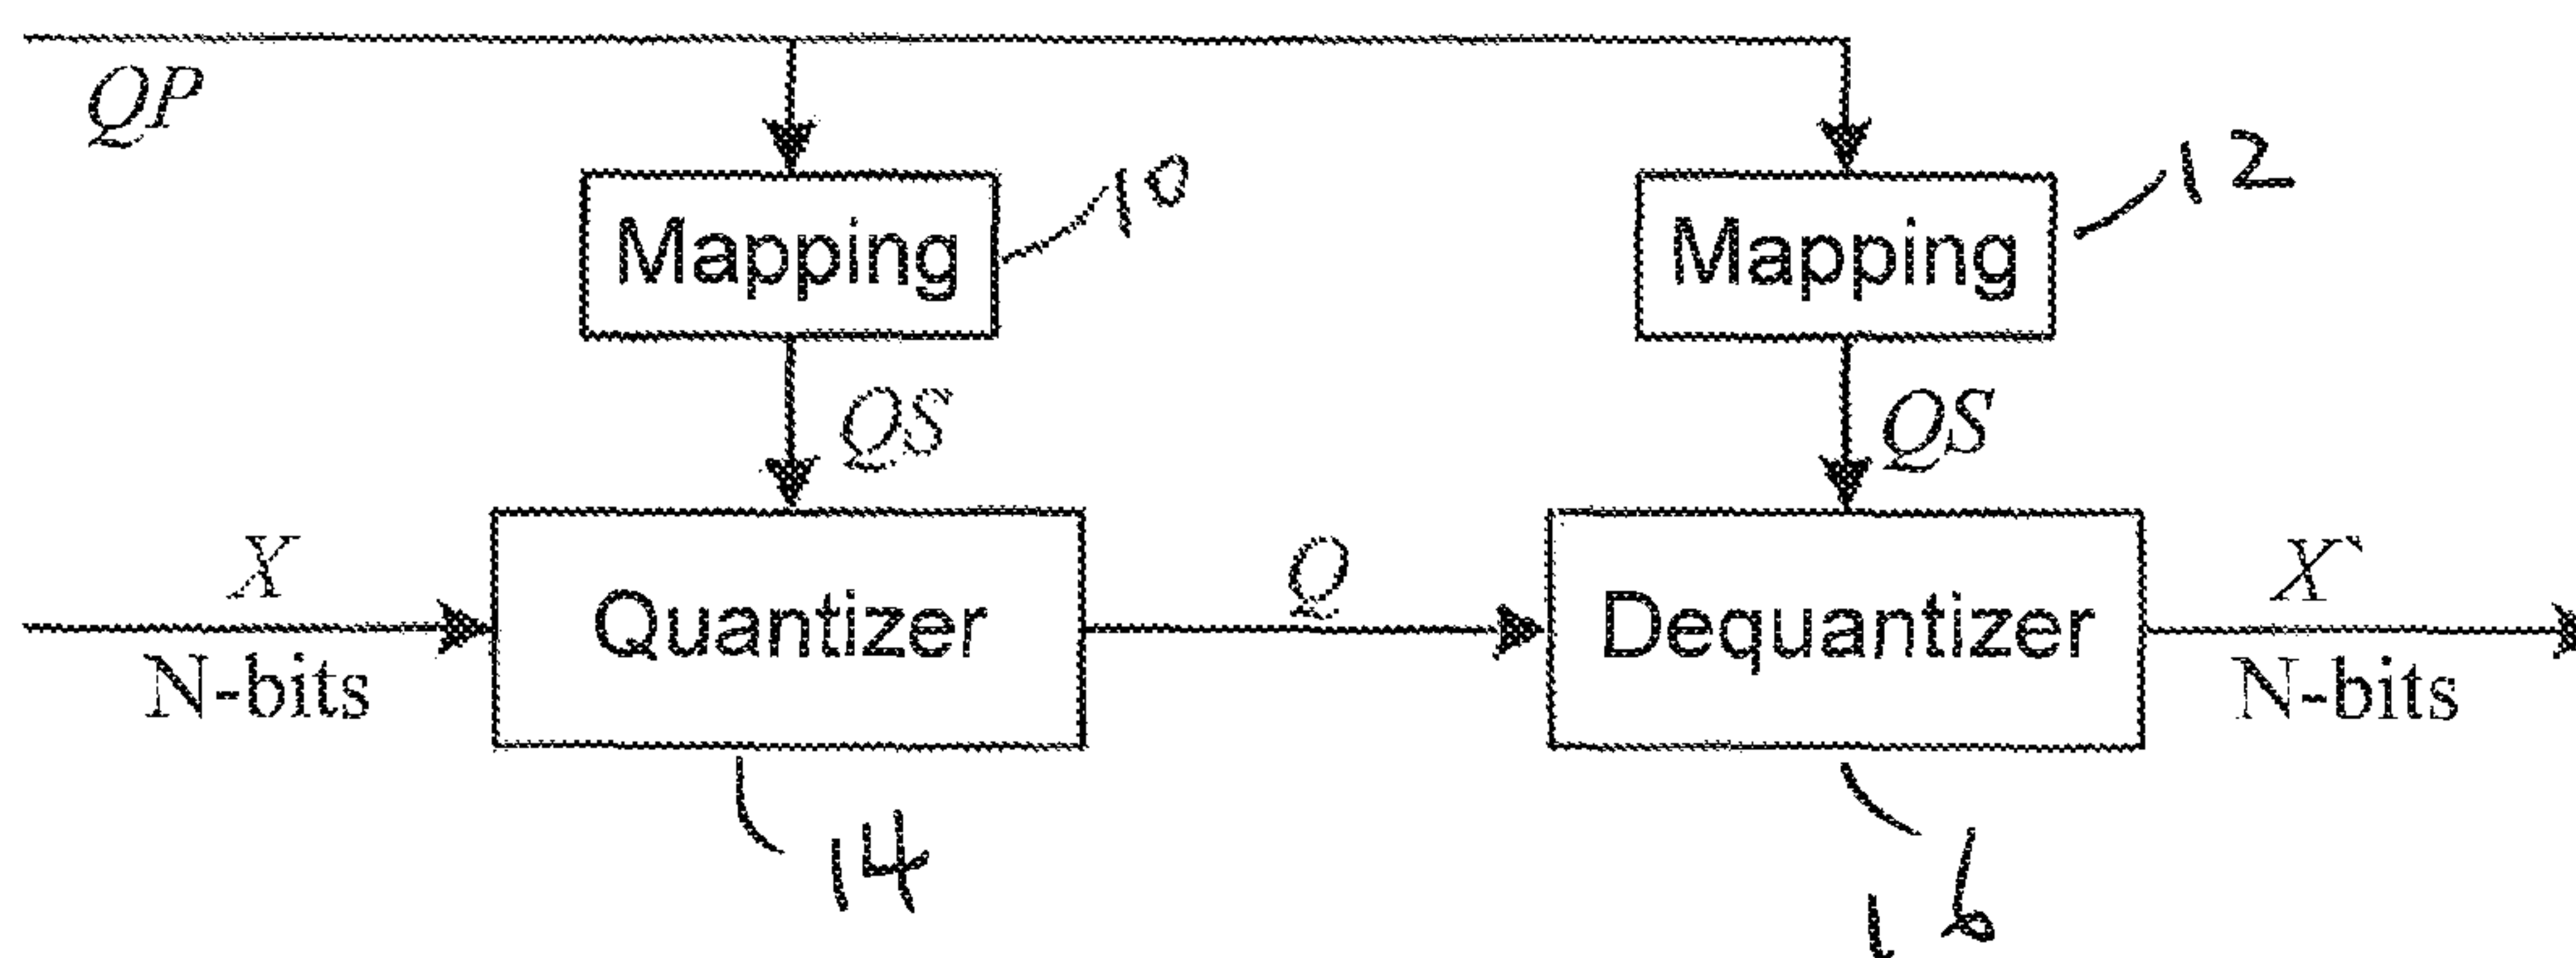 QP
Mapping
10
Mapping
12
QS
QS
X
N-bits
Quantizer
Q
Dequantizer
X`
N-bits
14
16